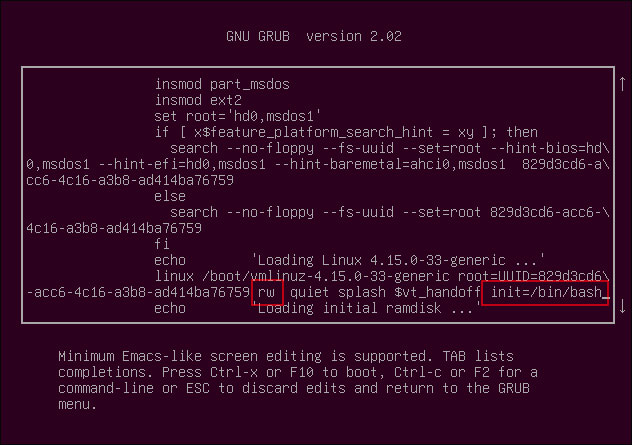 GNU GRUB version 2.02
insmod part_msdos
insmod ext2
set root='hd0,msdos1'
if [ x$feature_platform_search_hint = xy ]; then
search --no-floppy --fs-uuid --set=root --hint-bios=hd\
0,msdos1 --hint-efi=hd0,msdos1 --hint-baremetal=ahci0,msdos1 829d3cd6-a\
cc6-4c16-a3b8-ad414ba76759
else
search --no-floppy --fs-uuid --set=root 829d3cd6-acc6-\
4c16-a3b8-ad414ba76759
fi
echo 'Loading Linux 4.15.0-33-generic ...'
linux /boot/vmlinuz-4.15.0-33-generic root=UUID=829d3cd6\
-acc6-4c16-a3b8-ad414ba76759 rw quiet splash $vt_handoff init=/bin/bash_
echo 'Loading initial ramdisk ...'
Minimum Emacs-like screen editing is supported. TAB lists
completions. Press Ctrl-x or F10 to boot, Ctrl-c or F2 for a
command-line or ESC to discard edits and return to the GRUB
menu.